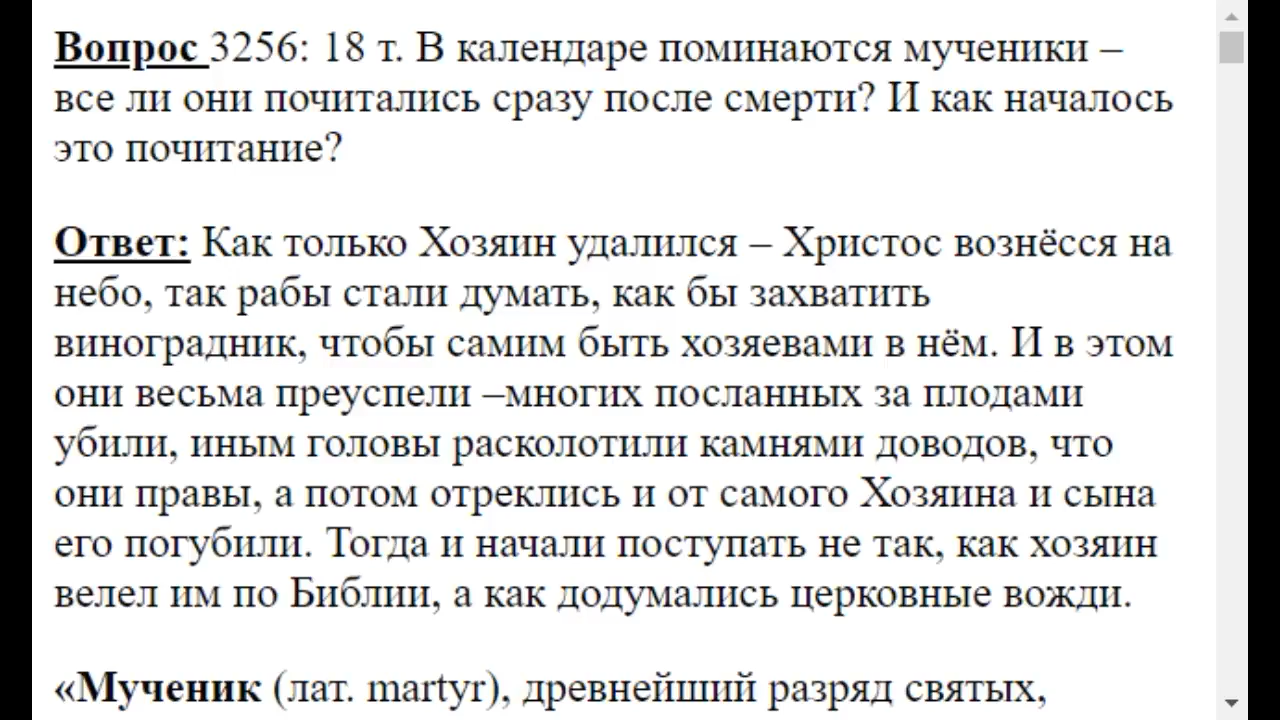 Вопрос 3256: 18 т. В календаре поминаются мученики –
все ли они почитались сразу после смерти? И как началось
это почитание?
Ответ: Как только Хозяин удалился – Христос вознёсся на
небо, так рабы стали думать, как бы захватить
виноградник, чтобы самим быть хозяевами в нём. И в этом
они весьма преуспели –многих посланных за плодами
убили, иным головы расколотили камнями доводов, что
они правы, а потом отреклись и от самого Хозяина и сына
его погубили. Тогда и начали поступать не так, как хозяин
велел им по Библии, а как додумались церковные вожди.
«Мученик (лат. martyr), древнейший разряд святых,